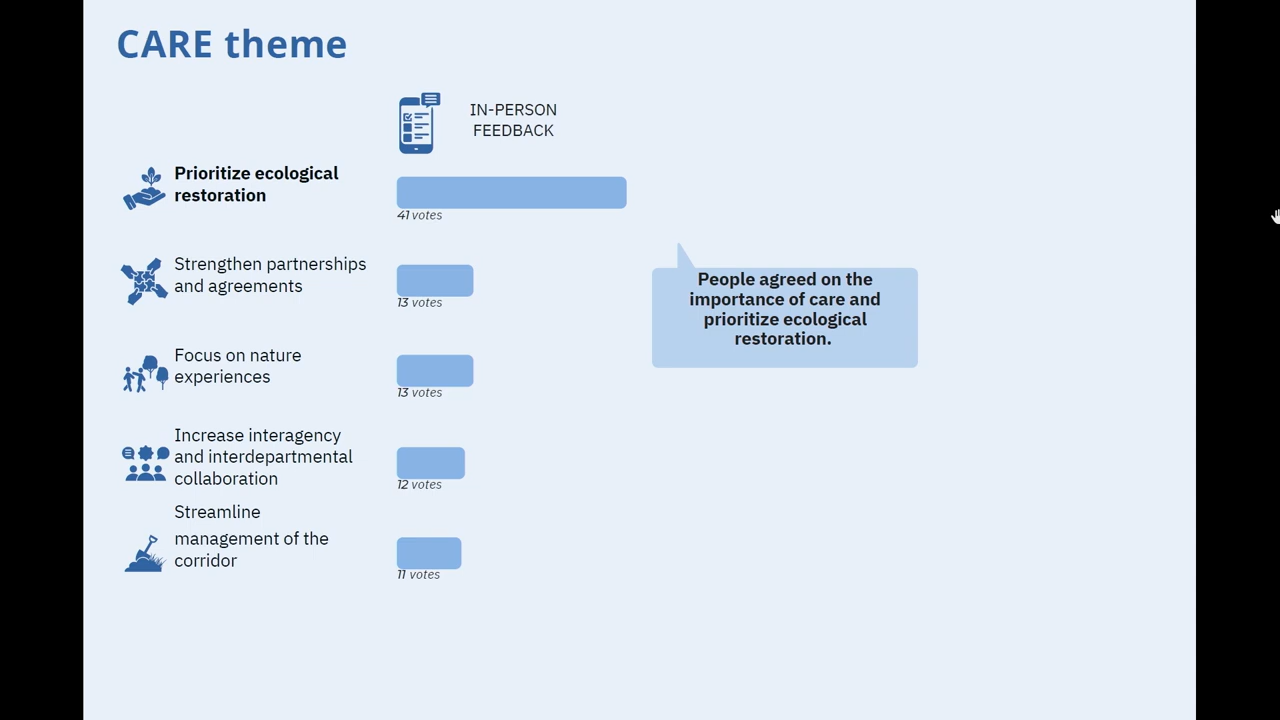 CARE theme
IN-PERSON
FEEDBACK
Prioritize ecological
restoration
41 votes
Strengthen partnerships
and agreements
13 votes
Focus on nature
experiences
13 votes
Increase interagency
and interdepartmental
collaboration
12 votes
Streamline
management of the
corridor
11 votes
People agreed on the
importance of care and
prioritize ecological
restoration.